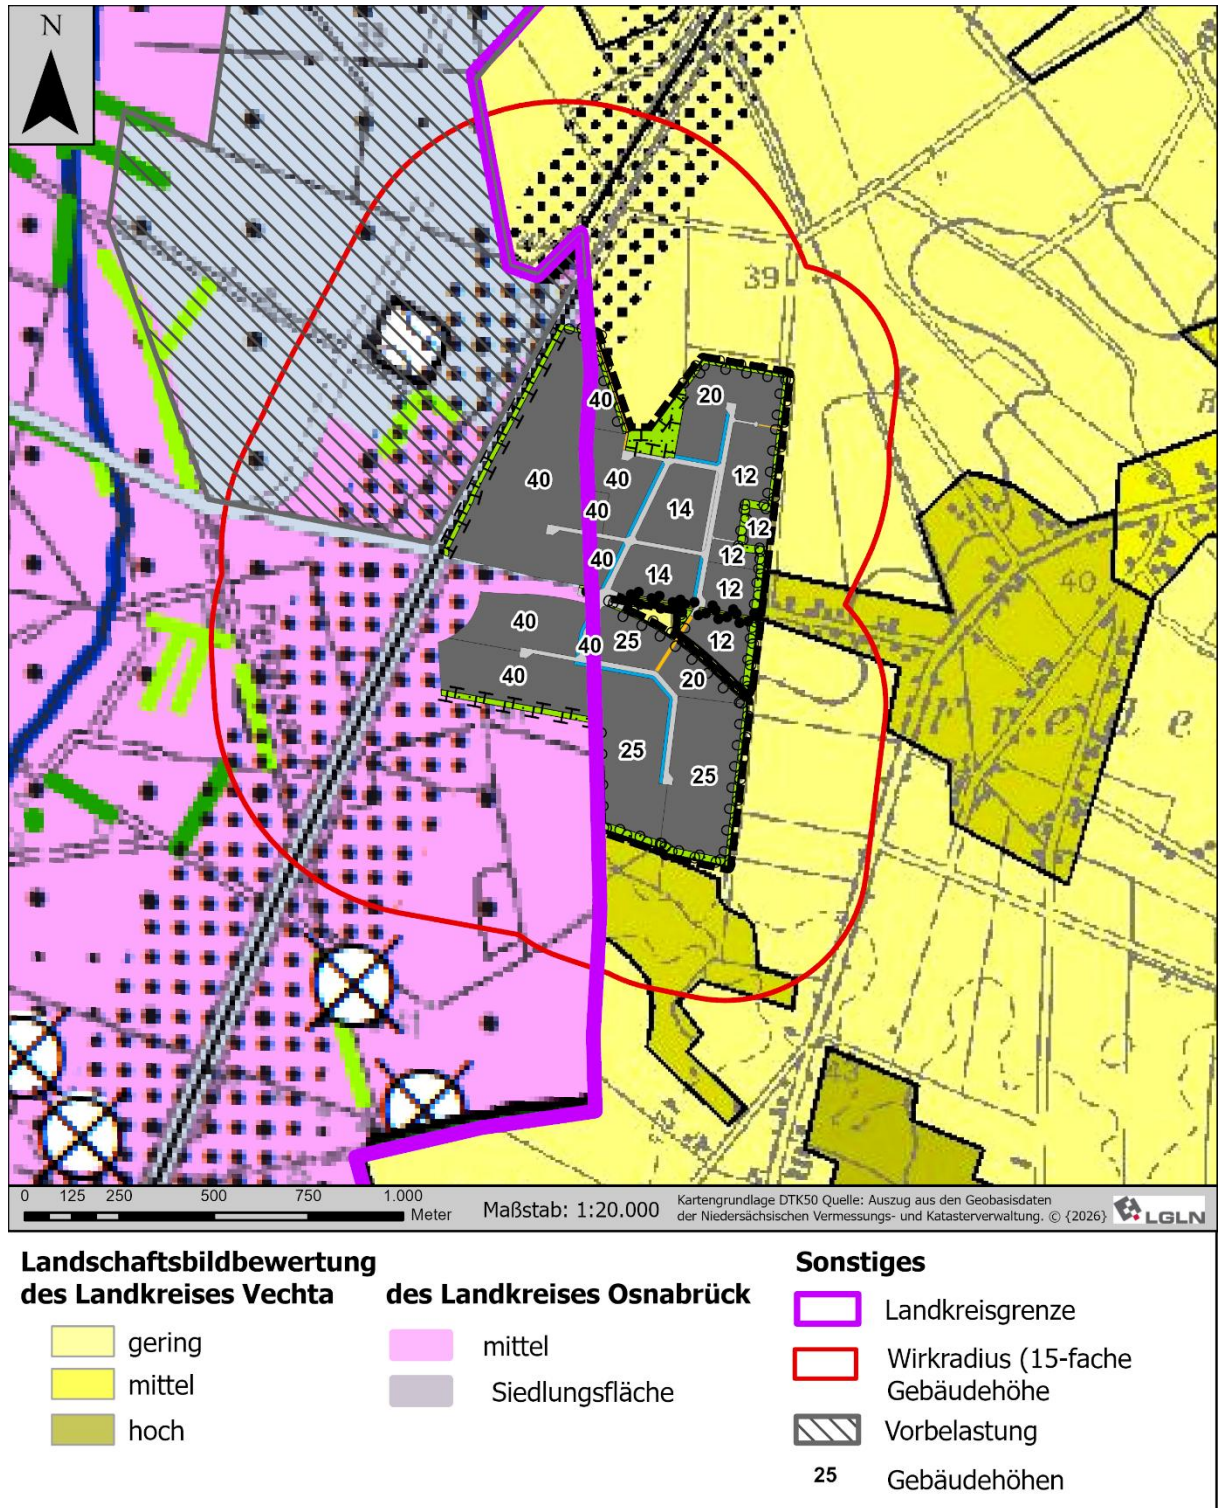 N
39
40
20
40
40
12
14
40
12
12
40
14
12
40
40
25
12
40
20
40
25
25
r r e l e
43
0 125 250 500 750 1.000
Meter
Maßstab: 1:20.000
Kartengrundlage DTK50 Quelle: Auszug aus den Geobasisdaten
der Niedersächsischen Vermessungs- und Katasterverwaltung. © {2026}
LGLN
Landschaftsbildbewertung
des Landkreises Vechta
gering
mittel
hoch
des Landkreises Osnabrück
mittel
Siedlungsfläche
Sonstiges
Landkreisgrenze
Wirkradius (15-fache
Gebäudehöhe
Vorbelastung
25 Gebäudehöhen